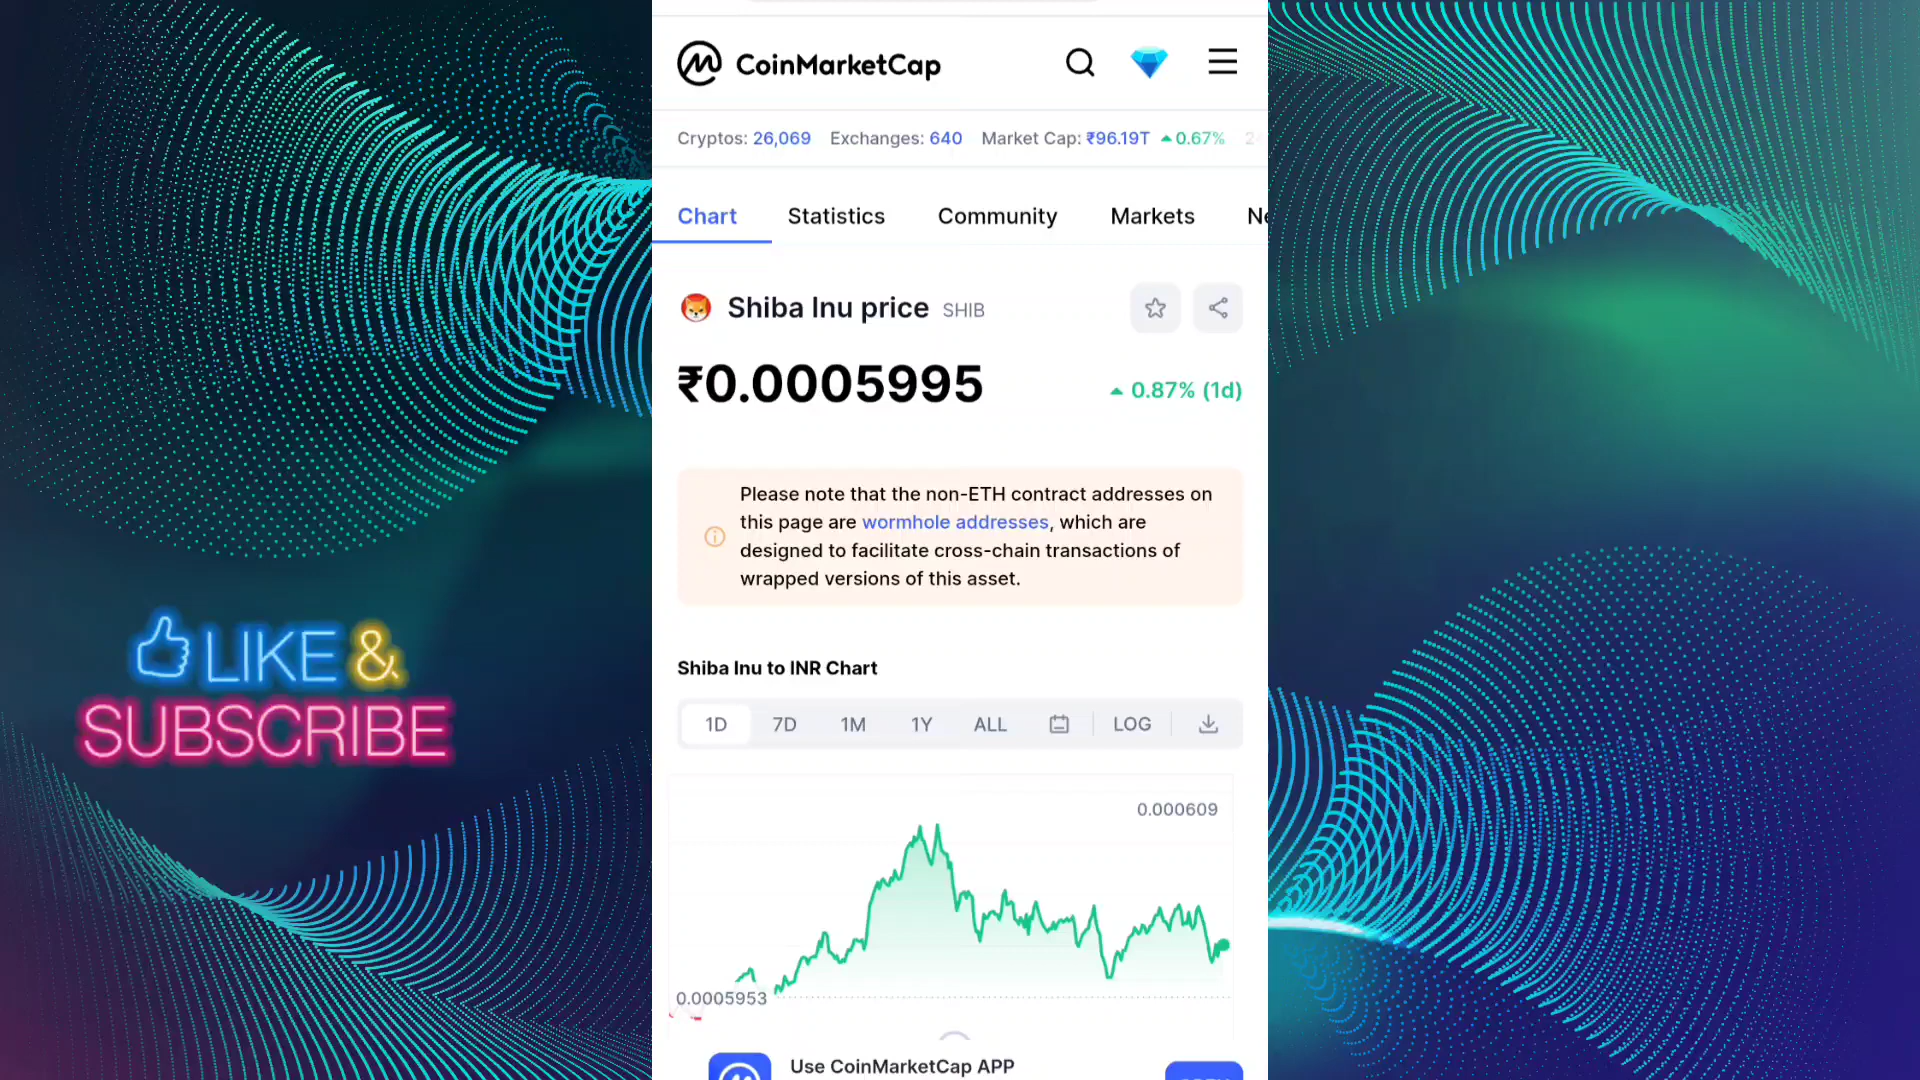 CoinMarketCap
Cryptos: 26,069 Exchanges: 640 Market Cap: ₹96.19T 0.67%
Chart Statistics Community Markets
Shiba Inu price SHIB
₹0.0005995 0.87% (1d)
Please note that the non-ETH contract addresses on
this page are wormhole addresses, which are
designed to facilitate cross-chain transactions of
wrapped versions of this asset.
LIKE &
SUBSCRIBE
Shiba Inu to INR Chart
1D 7D 1M 1Y ALL LOG
0.000609
0.0005953
Use CoinMarketCap APP